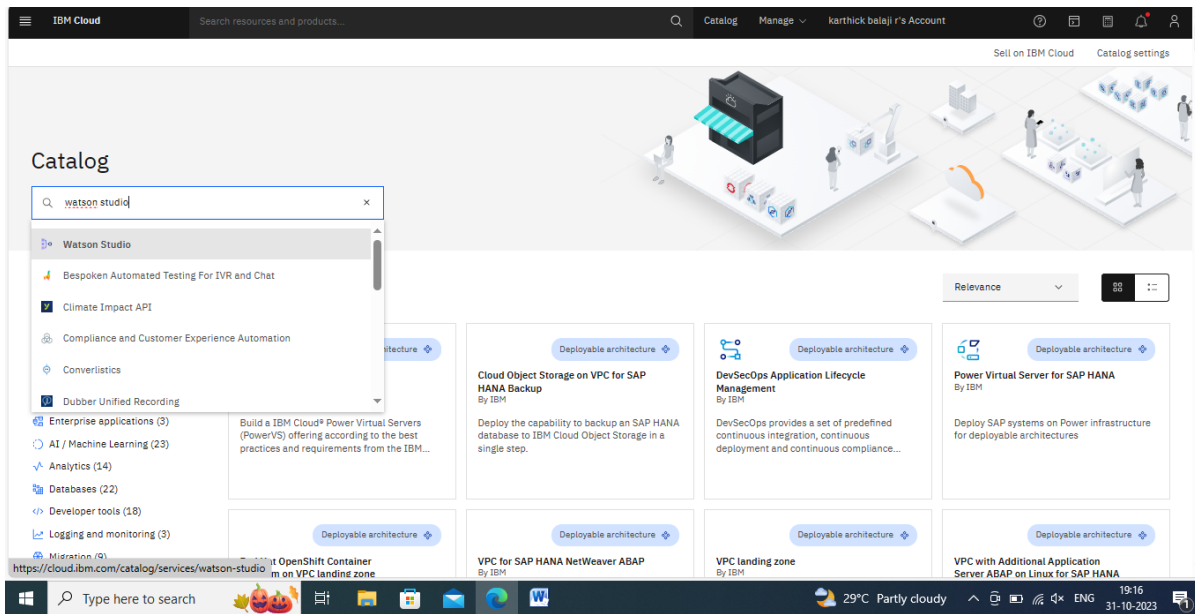 IBM Cloud
Search resources and products...
Catalog
Manage
karthick balaji r's Account
Sell on IBM Cloud
Catalog settings
Catalog
watson studio
Watson Studio
Bespoken Automated Testing For IVR and Chat
Climate Impact API
Compliance and Customer Experience Automation
Converlistics
Dubber Unified Recording
Enterprise applications (3)
AI / Machine Learning (23)
Analytics (14)
Databases (22)
Developer tools (18)
Logging and monitoring (3)
Migration (9)
Relevance
Build a IBM Cloud® Power Virtual Servers
(PowerVS) offering according to the best
practices and requirements from the IBM...
Deployable architecture
Cloud Object Storage on VPC for SAP
HANA Backup
By IBM
Deploy the capability to backup an SAP HANA
database to IBM Cloud Object Storage in a
single step.
Deployable architecture
DevSecOps Application Lifecycle
Management
By IBM
DevSecOps provides a set of predefined
continuous integration, continuous
deployment and continuous compliance...
Deployable architecture
Power Virtual Server for SAP HANA
By IBM
Deploy SAP systems on Power infrastructure
for deployable architectures
Deployable architecture
OpenShift Container
on VPC landing zone
Deployable architecture
VPC for SAP HANA NetWeaver ABAP
By IBM
Deployable architecture
VPC landing zone
By IBM
Deployable architecture
VPC with Additional Application
Server ABAP on Linux for SAP HANA
https://cloud.ibm.com/catalog/services/watson-studio
Type here to search
29°C Partly cloudy
ENG
19:16
31-10-2023